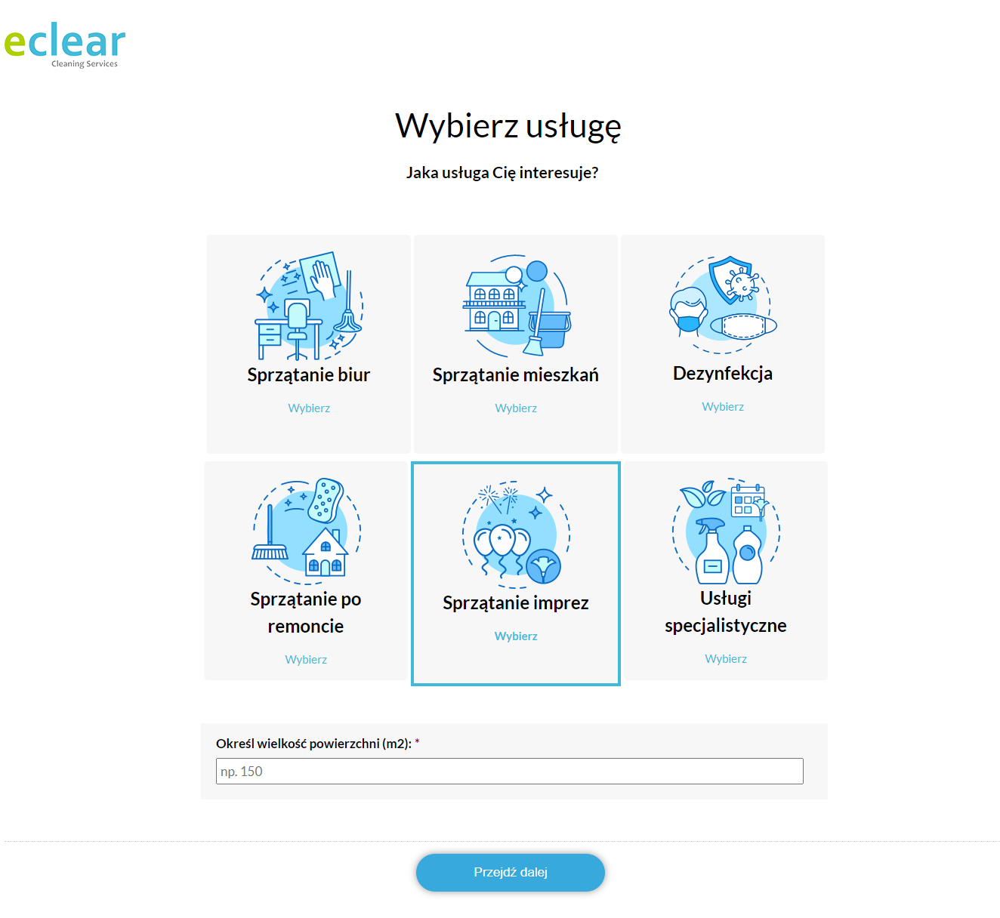 eclear
Cleaning Services
Wybierz usługę
Jaka usługa Cię interesuje?
Sprzątanie biur
Wybierz
Sprzątanie mieszkań
Wybierz
Dezynfekcja
Wybierz
Sprzątanie po
remoncie
Wybierz
Sprzątanie imprez
Wybierz
Usługi
specjalistyczne
Wybierz
Określ wielkość powierzchni (m2): *
np. 150
Przejdź dalej